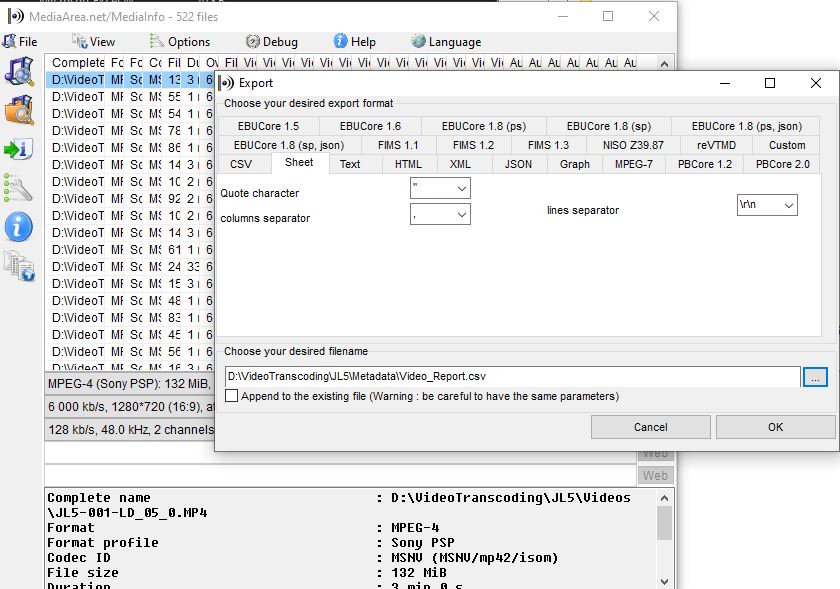 MediaArea.net/MediaInfo - 522 files
File View Options Debug Help Language
Complete Fo Fo Co Fil Du Ov Fil Vi Vi Vi Vi Vi Vi Vi Vi Vi Vi Vi Vi Au Au Au Au Au Au Au
D:\VideoT MF Sc MS 13 3 r 6
D:\VideoT MF Sc MS 55 1 r 6
D:\VideoT MF Sc MS 54 1 r 6
D:\VideoT MF Sc MS 78 1 r 6
D:\VideoT MF Sc MS 86 1 r 6
D:\VideoT MF Sc MS 14 3 r 6
D:\VideoT MF Sc MS 10 2 r 6
D:\VideoT MF Sc MS 92 2 r 6
D:\VideoT MF Sc MS 10 2 r 6
D:\VideoT MF Sc MS 14 3 r 6
D:\VideoT MF Sc MS 61 1 r 6
D:\VideoT MF Sc MS 24 33 6
D:\VideoT MF Sc MS 15 3 r 6
D:\VideoT MF Sc MS 48 1 r 6
D:\VideoT MF Sc MS 83 1 r 6
D:\VideoT MF Sc MS 45 1 r 6
D:\VideoT MF Sc MS 56 1 r 6
D:\VideoT MF Sc MS 16 3 r 6
MPEG-4 (Sony PSP): 132 MiB,
6 000 kb/s, 1280*720 (16:9), at
128 kb/s, 48.0 kHz, 2 channels
Export
Choose your desired export format
EBUCore 1.5 EBUCore 1.6 EBUCore 1.8 (ps) EBUCore 1.8 (sp) EBUCore 1.8 (ps, json)
EBUCore 1.8 (sp, json) FIMS 1.1 FIMS 1.2 FIMS 1.3 NISO Z39.87 reVTMD Custom
CSV Sheet Text HTML XML JSON Graph MPEG-7 PBCore 1.2 PBCore 2.0
Quote character "
columns separator ,
lines separator \r\n
Choose your desired filename
D:\VideoTranscoding\JL5\Metadata\Video_Report.csv ...
Append to the existing file (Warning : be careful to have the same parameters)
Cancel OK
Web
Web
Complete name : D:\VideoTranscoding\JL5\Videos
\JL5-001-LD_05_0.MP4
Format : MPEG-4
Format profile : Sony PSP
Codec ID : MSNV (MSNV/mp42/isom)
File size : 132 MiB
Duration : 3 min 0 s